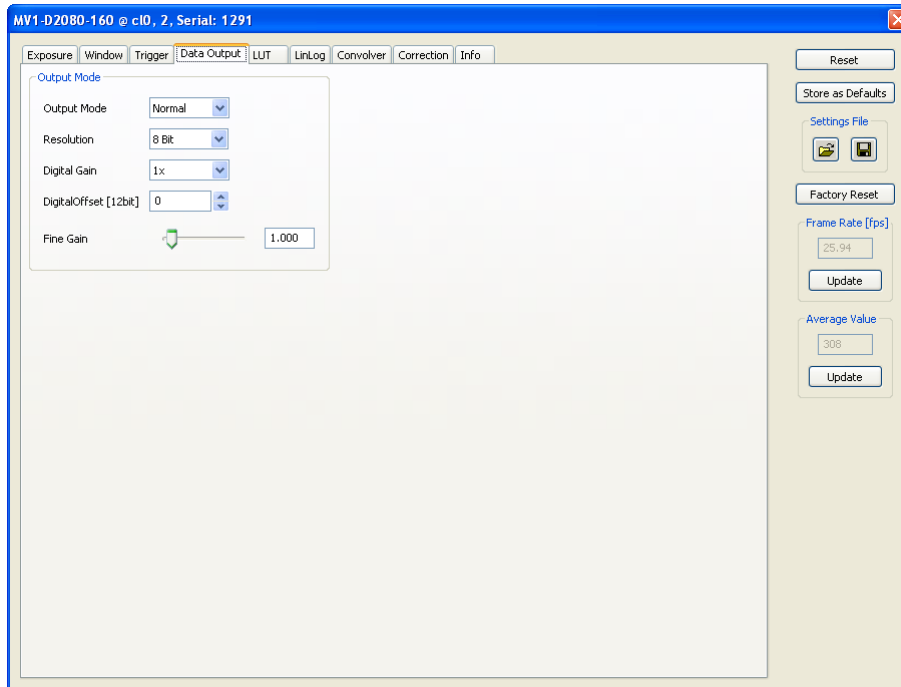 MV1-D2080-160 @ cl0, 2, Serial: 1291
Exposure Window Trigger Data Output LUT LinLog Convolver Correction Info
Output Mode
Output Mode Normal
Resolution 8 Bit
Digital Gain 1x
DigitalOffset [12bit] 0
Fine Gain 1.000
Reset
Store as Defaults
Settings File
Factory Reset
Frame Rate [fps]
25.94
Update
Average Value
308
Update